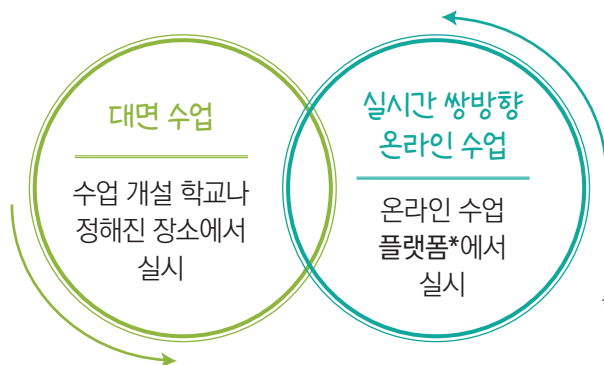 대면 수업
수업 개설 학교나
정해진 장소에서
실시
실시간 쌍방향
온라인 수업
온라인 수업
플랫폼*에서
실시